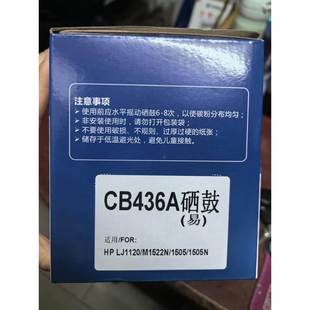 注意事项
• 使用前应水平摇动硒鼓6-8次，以使碳粉分布均匀；
• 非安装使用时，请勿打开包装袋；
• 不要使用破损、不规则、过厚过硬的纸张；
• 储存于低温避光处，避免儿童接触。
CB436A硒鼓
(易)
适用/FOR:
HP LJ1120/M1522N/1505/1505N